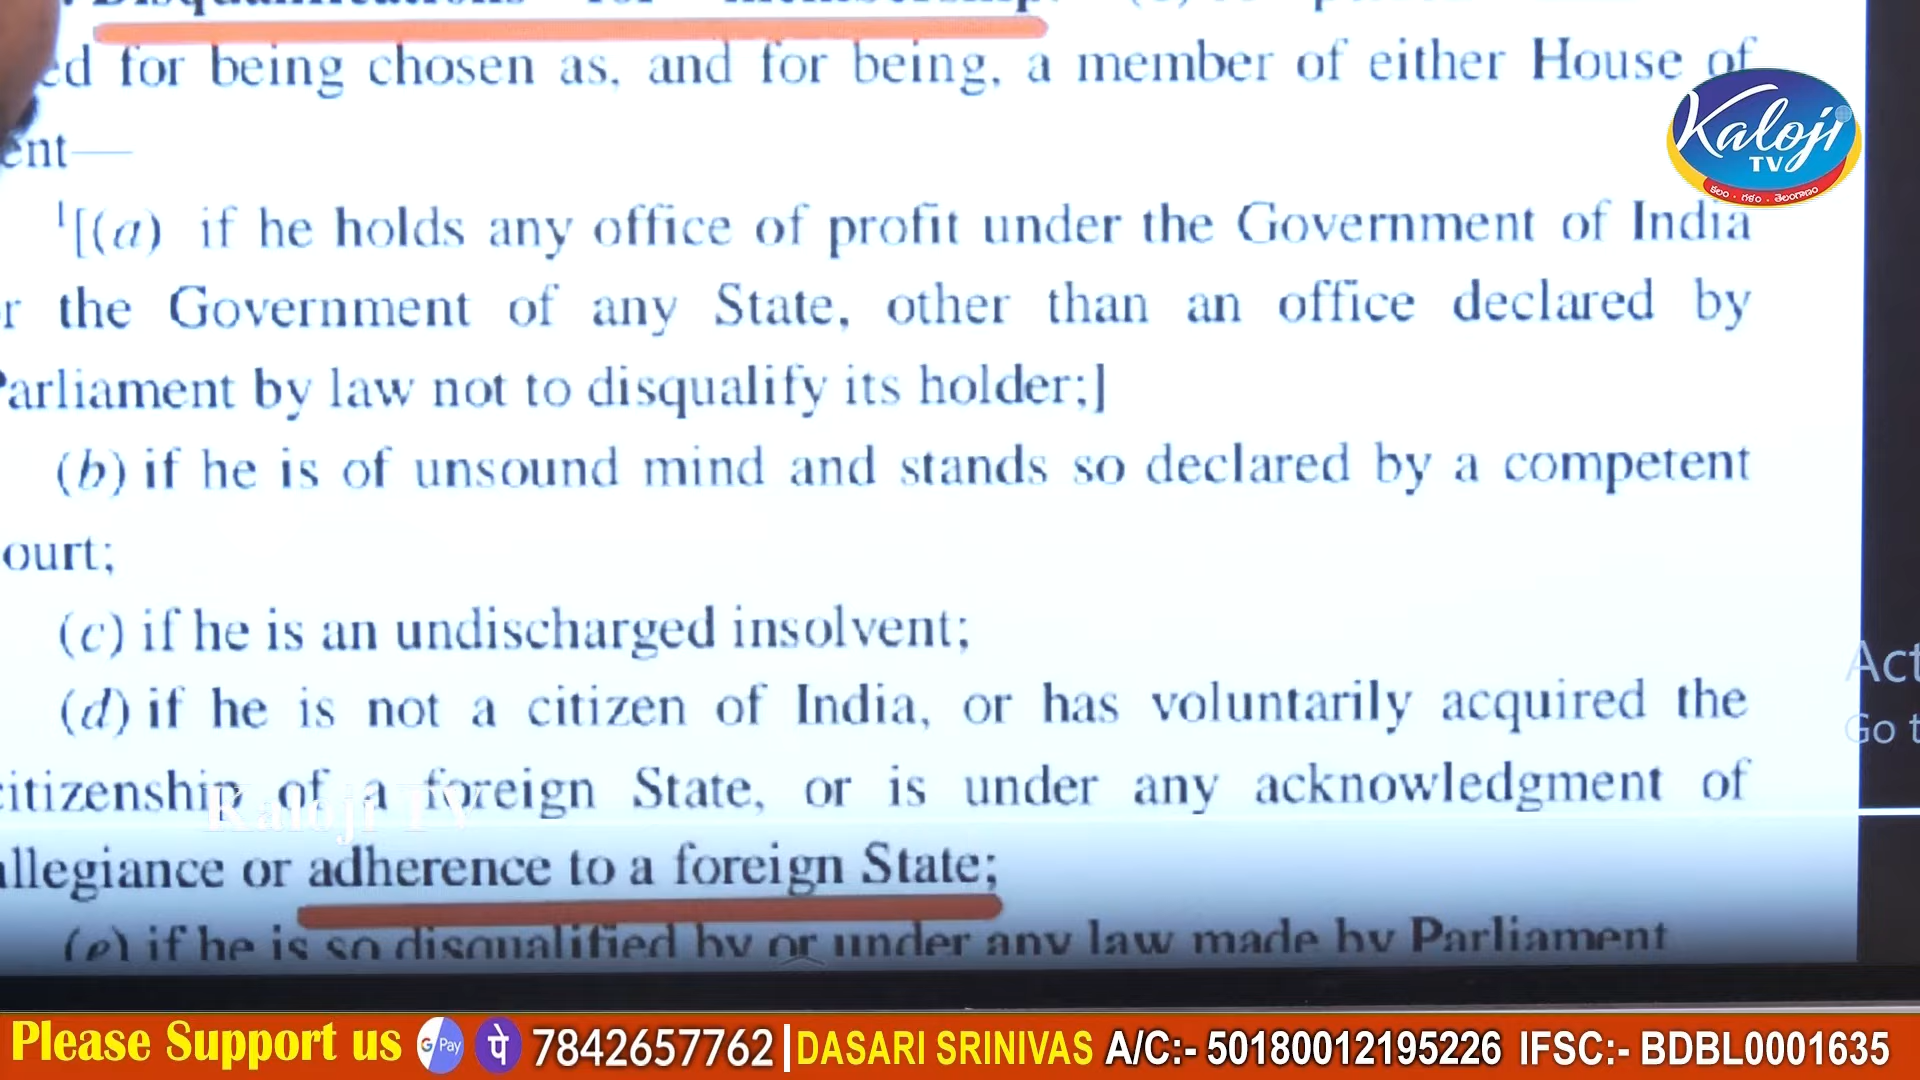 Disqualifications for membership.
ed for being chosen as, and for being, a member of either House of
ent—
¹[(a) if he holds any office of profit under the Government of India
r the Government of any State, other than an office declared by
Parliament by law not to disqualify its holder;]
(b) if he is of unsound mind and stands so declared by a competent
ourt;
(c) if he is an undischarged insolvent;
(d) if he is not a citizen of India, or has voluntarily acquired the
citizenship of a foreign State, or is under any acknowledgment of
allegiance or adherence to a foreign State;
(e) if he is so disqualified by or under any law made by Parliament
Kaloji
TV
కలం · గళం · తెలంగాణం
Act
Go t
Kaloji TV
Please Support us G Pay पे 7842657762 | DASARI SRINIVAS A/C:- 50180012195226 IFSC:- BDBL0001635